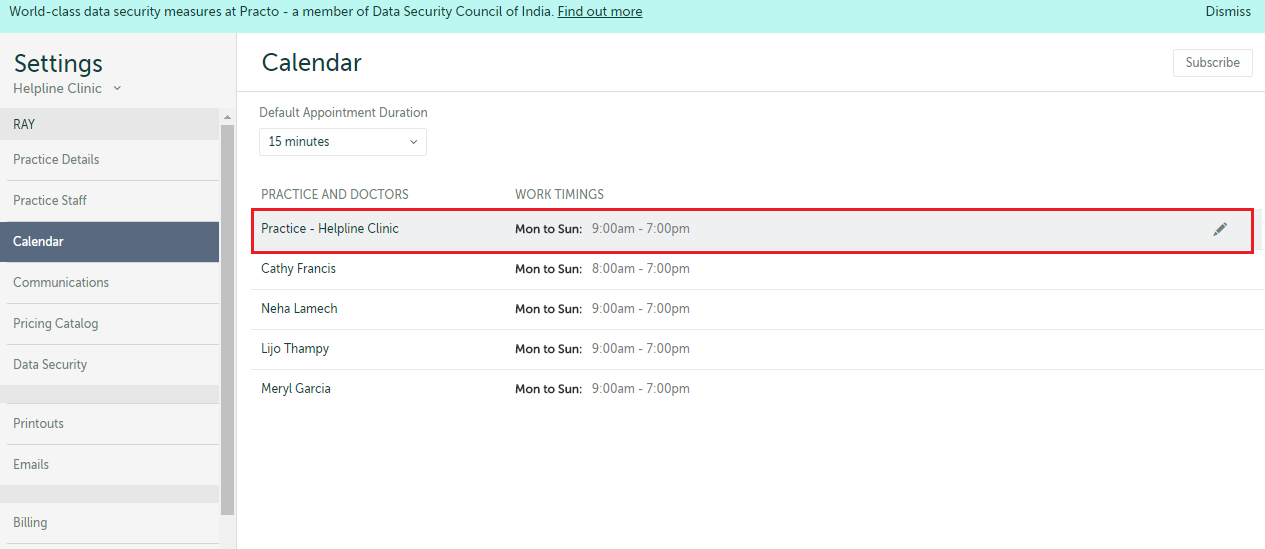 World-class data security measures at Practo - a member of Data Security Council of India. Find out more Dismiss
Settings
Helpline Clinic
RAY
Practice Details
Practice Staff
Calendar
Communications
Pricing Catalog
Data Security
Printouts
Emails
Billing
Calendar
Subscribe
Default Appointment Duration
15 minutes
PRACTICE AND DOCTORS WORK TIMINGS
Practice - Helpline Clinic Mon to Sun: 9:00am - 7:00pm
Cathy Francis Mon to Sun: 8:00am - 7:00pm
Neha Lamech Mon to Sun: 9:00am - 7:00pm
Lijo Thampy Mon to Sun: 9:00am - 7:00pm
Meryl Garcia Mon to Sun: 9:00am - 7:00pm